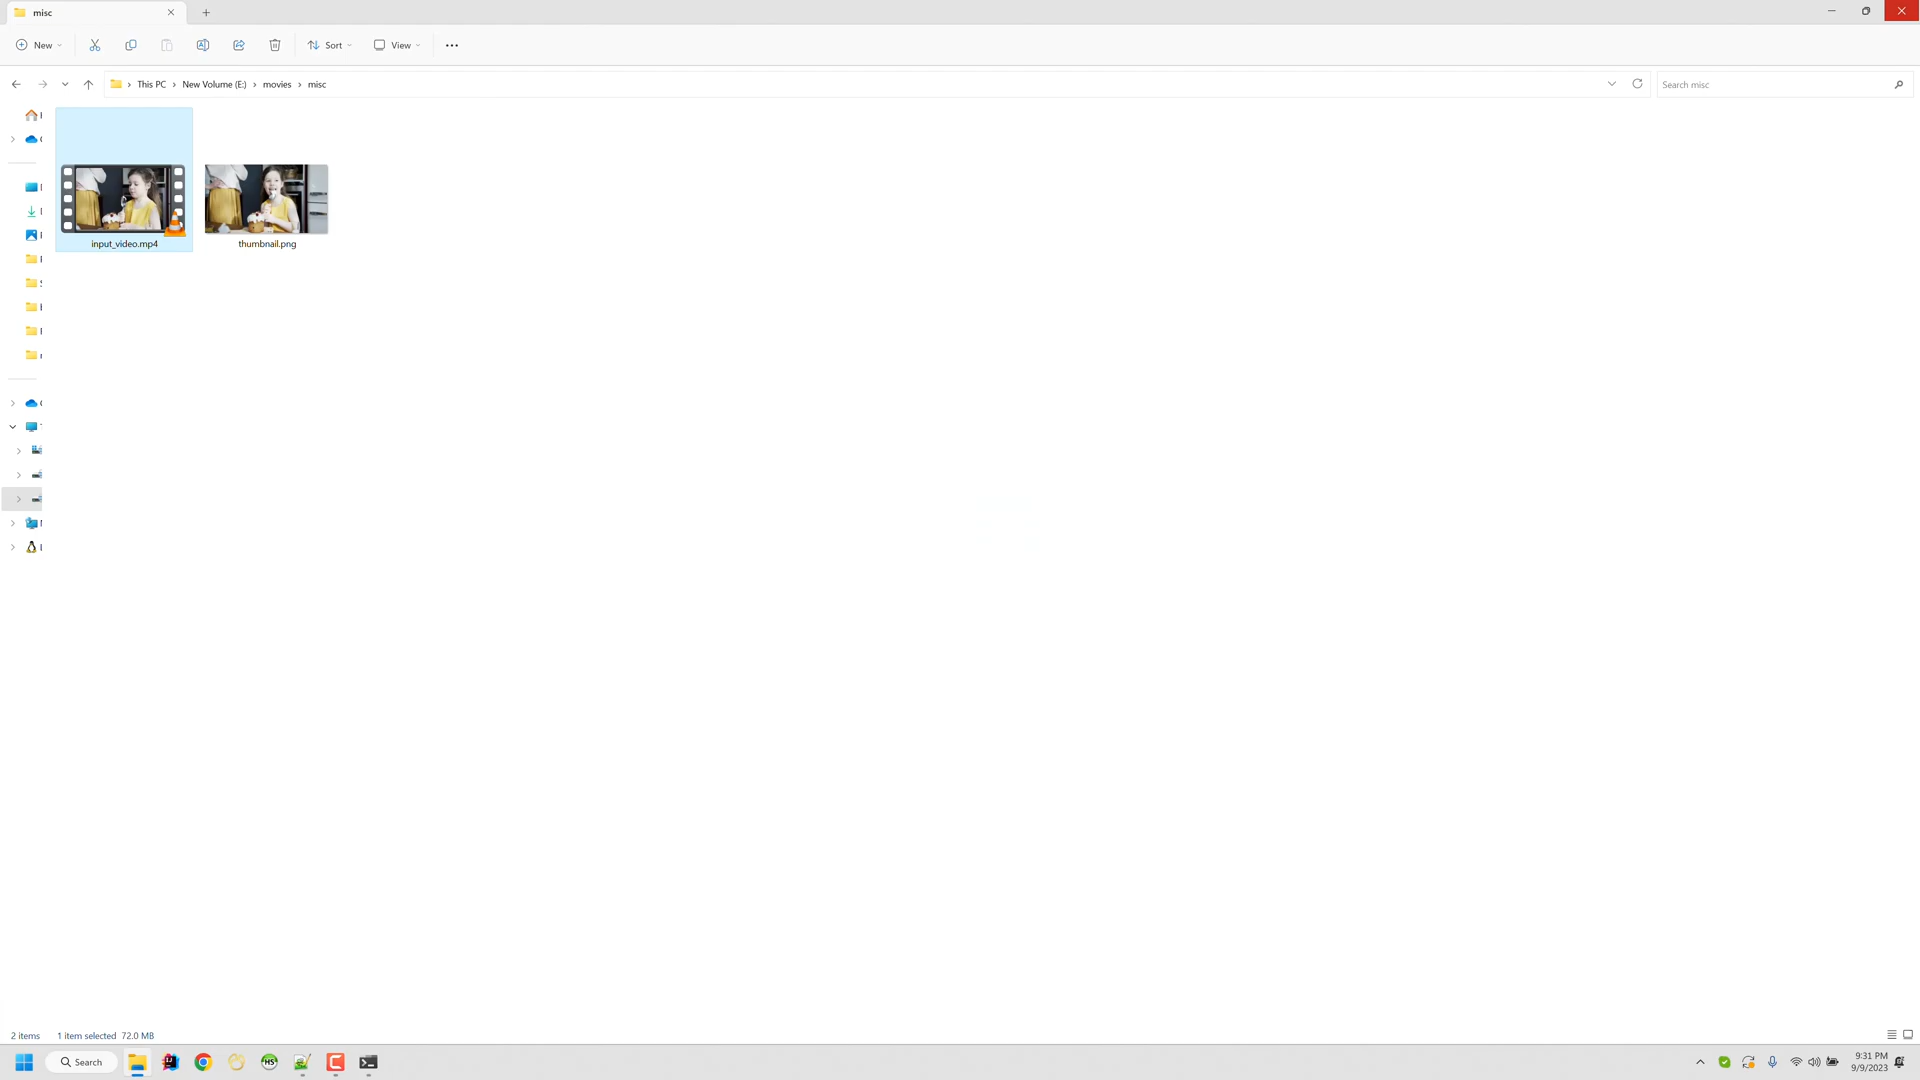 misc
New
Sort
View
This PC > New Volume (E:) > movies > misc
Search misc
input_video.mp4
thumbnail.png
2 items 1 item selected 72.0 MB
Search
9:31 PM
9/9/2023